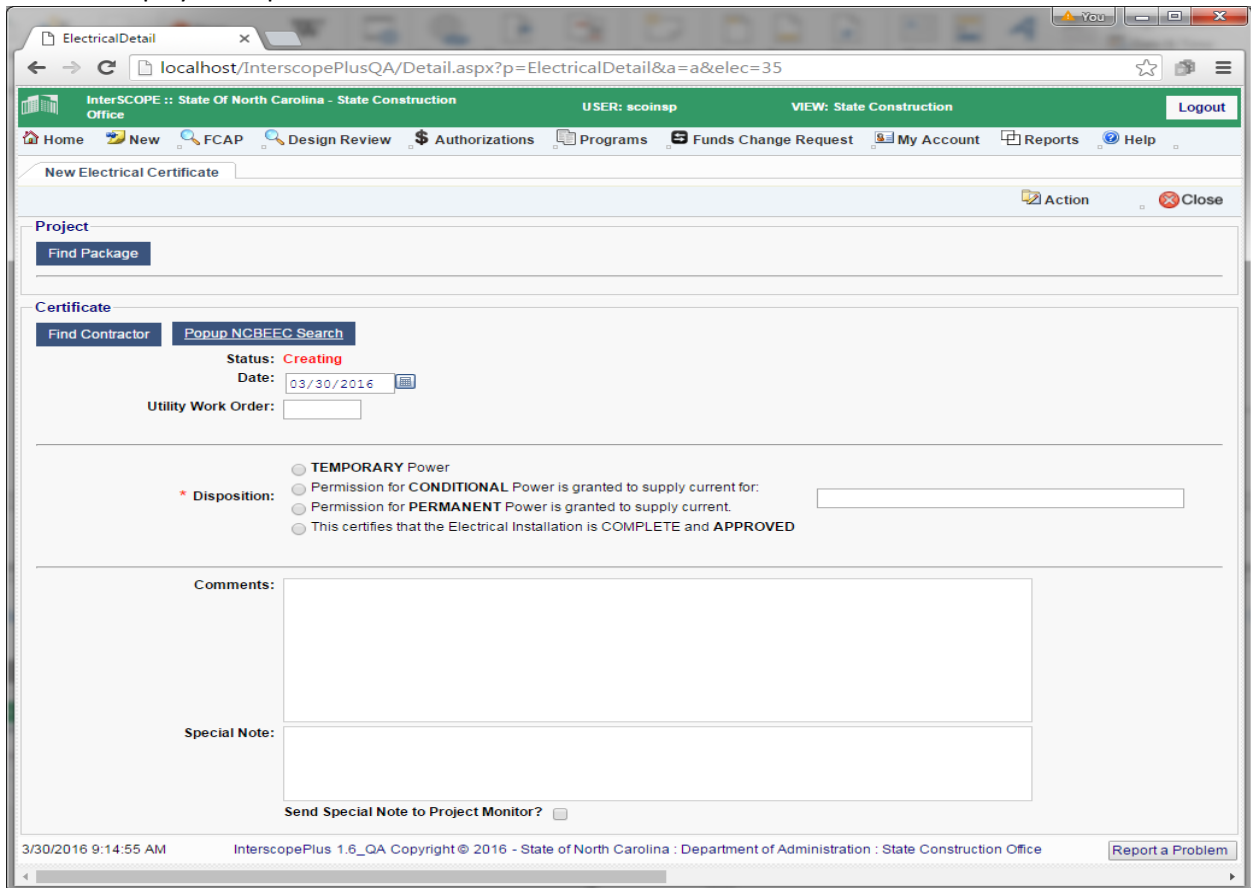 You
ElectricalDetail
localhost/InterscopePlusQA/Detail.aspx?p=ElectricalDetail&a=a&elec=35
InterSCOPE :: State Of North Carolina - State Construction
Office
USER: scoinsp
VIEW: State Construction
Logout
Home New FCAP Design Review $ Authorizations Programs Funds Change Request My Account Reports Help
New Electrical Certificate
Action Close
Project
Find Package
Certificate
Find Contractor Popup NCBEEC Search
Status: Creating
Date: 03/30/2016
Utility Work Order:
TEMPORARY Power
Permission for CONDITIONAL Power is granted to supply current for:
* Disposition:
Permission for PERMANENT Power is granted to supply current.
This certifies that the Electrical Installation is COMPLETE and APPROVED
Comments:
Special Note:
Send Special Note to Project Monitor?
3/30/2016 9:14:55 AM InterscopePlus 1.6_QA Copyright © 2016 - State of North Carolina : Department of Administration : State Construction Office Report a Problem